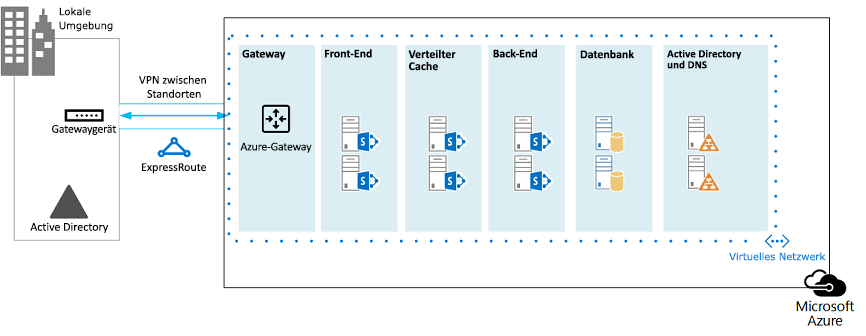 Lokale
Umgebung
VPN zwischen
Standorten
Gatewaygerät
ExpressRoute
Active Directory
Gateway
Azure-Gateway
Front-End
S
S
Verteilter
Cache
S
S
Back-End
S
S
Datenbank
Active Directory
und DNS
Virtuelles Netzwerk
Microsoft
Azure